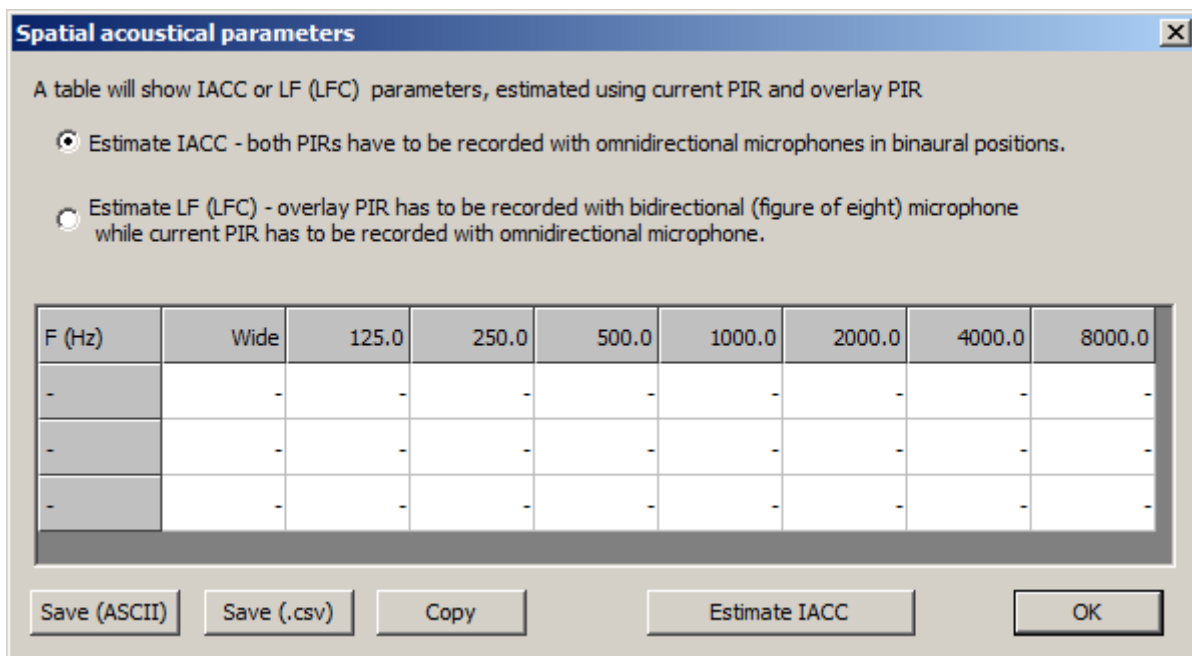 Spatial acoustical parameters
A table will show IACC or LF (LFC)  parameters, estimated using current PIR and overlay PIR
Estimate IACC - both PIRs have to be recorded with omnidirectional microphones in binaural positions.
Estimate LF (LFC) - overlay PIR has to be recorded with bidirectional (figure of eight) microphone
while current PIR has to be recorded with omnidirectional microphone.
F (Hz) Wide 125.0 250.0 500.0 1000.0 2000.0 4000.0 8000.0
- - - - - - - - -
- - - - - - - - -
- - - - - - - - -
Save (ASCII) Save (.csv) Copy Estimate IACC OK